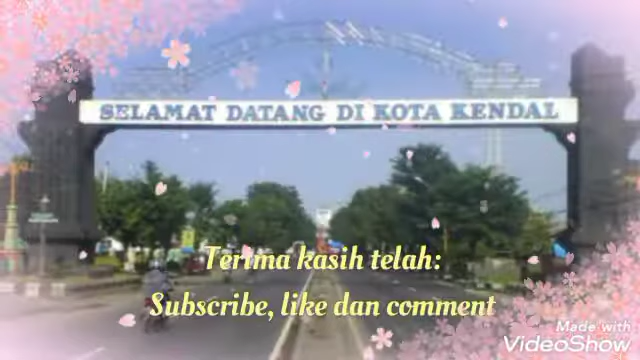 SELAMAT DATANG DI KOTA KENDAL
Terima kasih telah:
Subscribe, like dan comment
Made with
VideoShow